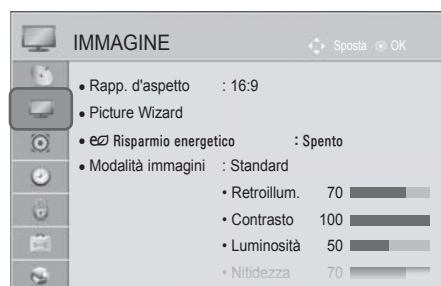 IMMAGINE
Sposta OK
• Rapp. d'aspetto : 16:9
• Picture Wizard
• Risparmio energetico : Spento
• Modalità immagini : Standard
• Retroillum. 70
• Contrasto 100
• Luminosità 50
• Nitidezza 70